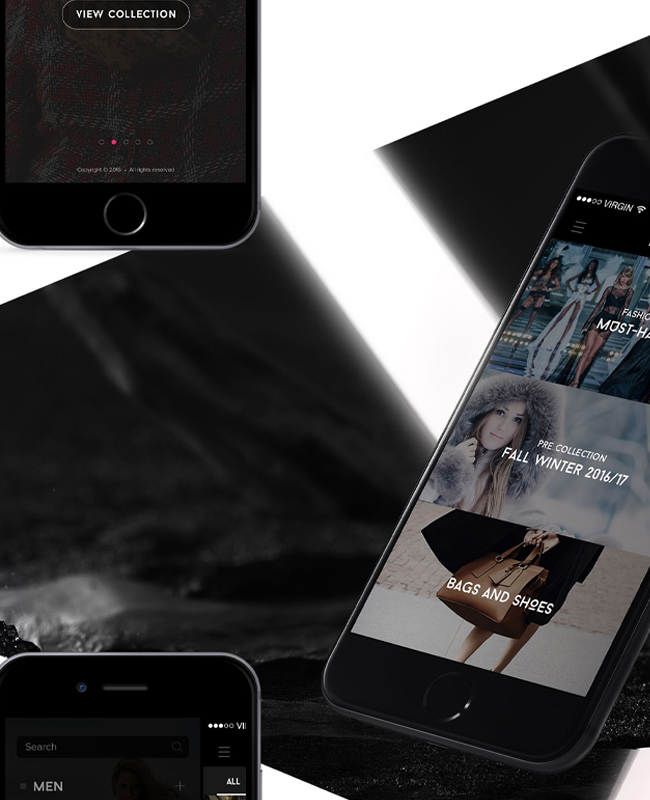 VIEW COLLECTION
Copyright © 2016 • All rights reserved
VIRGIN
FASHIO
MUST-HA
PRE COLLECTION
FALL WINTER 2016/17
BAGS AND SHOES
VI
Search
ALL
MEN